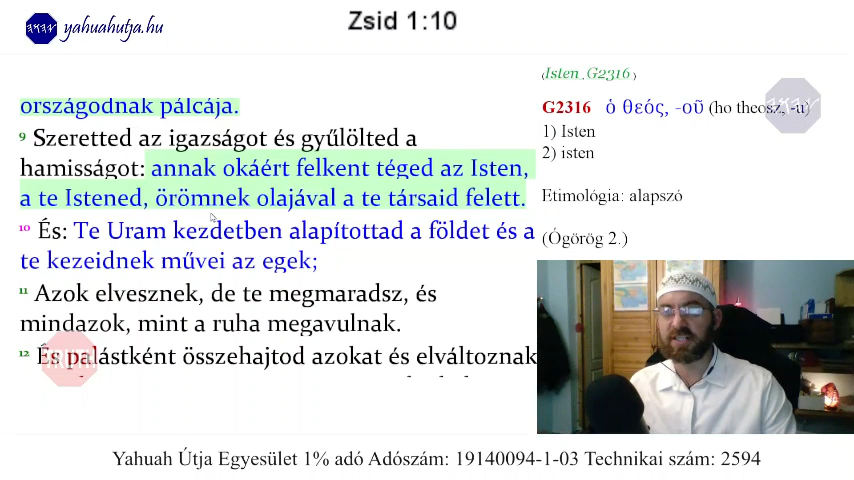 yahuahutja.hu
Zsid 1:10
országodnak pálcája.
9 Szeretted az igazságot és gyűlölted a
hamisságot: annak okáért felkent téged az Isten,
a te Istened, örömnek olajával a te társaid felett.
10 És: Te Uram kezdetben alapítottad a földet és a
te kezeidnek művei az egek;
11 Azok elvesznek, de te megmaradsz, és
mindazok, mint a ruha megavulnak.
12 És palástként összehajtod azokat és elváltoznak
TRUTH
(Isten G2316)
G2316 ὁ θεός, -οῦ (ho theosz, -u)
1) Isten
2) isten
Etimológia: alapszó
(Ógörög 2.)
Yahuah Útja Egyesület 1% adó Adószám: 19140094-1-03 Technikai szám: 2594